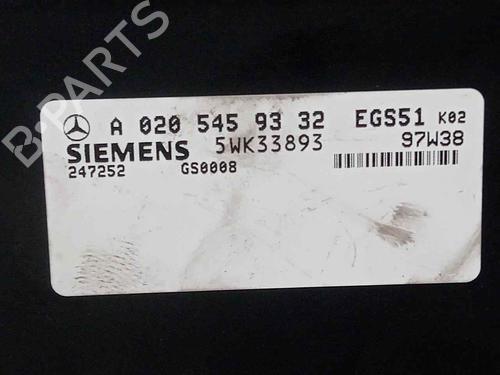 B-PARTS
A 020 545 93 32 EGS51 K02
SIEMENS 5WK33893 97W38
247252 GS0008